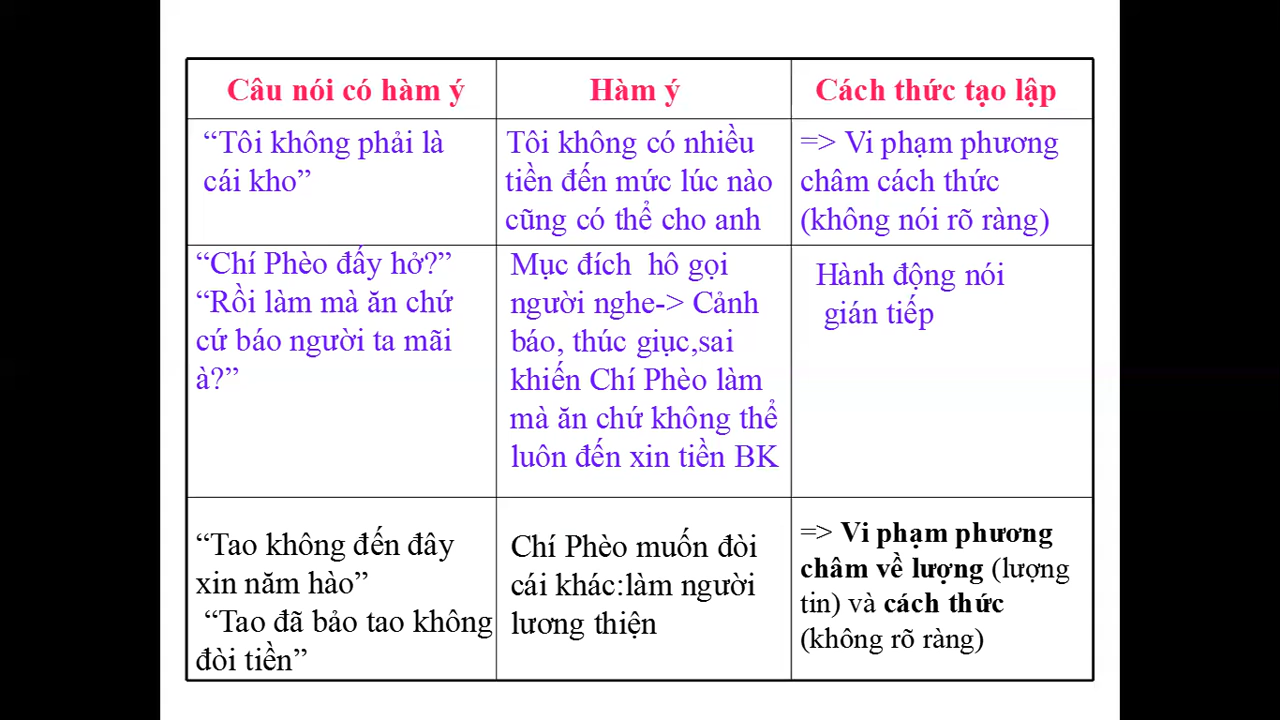 Câu nói có hàm ý
Hàm ý
Cách thức tạo lập
“Tôi không phải là
cái kho”
Tôi không có nhiều
tiền đến mức lúc nào
cũng có thể cho anh
=> Vi phạm phương
châm cách thức
(không nói rõ ràng)
“Chí Phèo đấy hở?”
“Rồi làm mà ăn chứ
cứ báo người ta mãi
à?”
Mục đích hô gọi
người nghe-> Cảnh
báo, thúc giục,sai
khiến Chí Phèo làm
mà ăn chứ không thể
luôn đến xin tiền BK
Hành động nói
gián tiếp
“Tao không đến đây
xin năm hào”
“Tao đã bảo tao không
đòi tiền”
Chí Phèo muốn đòi
cái khác:làm người
lương thiện
=> Vi phạm phương
châm về lượng (lượng
tin) và cách thức
(không rõ ràng)